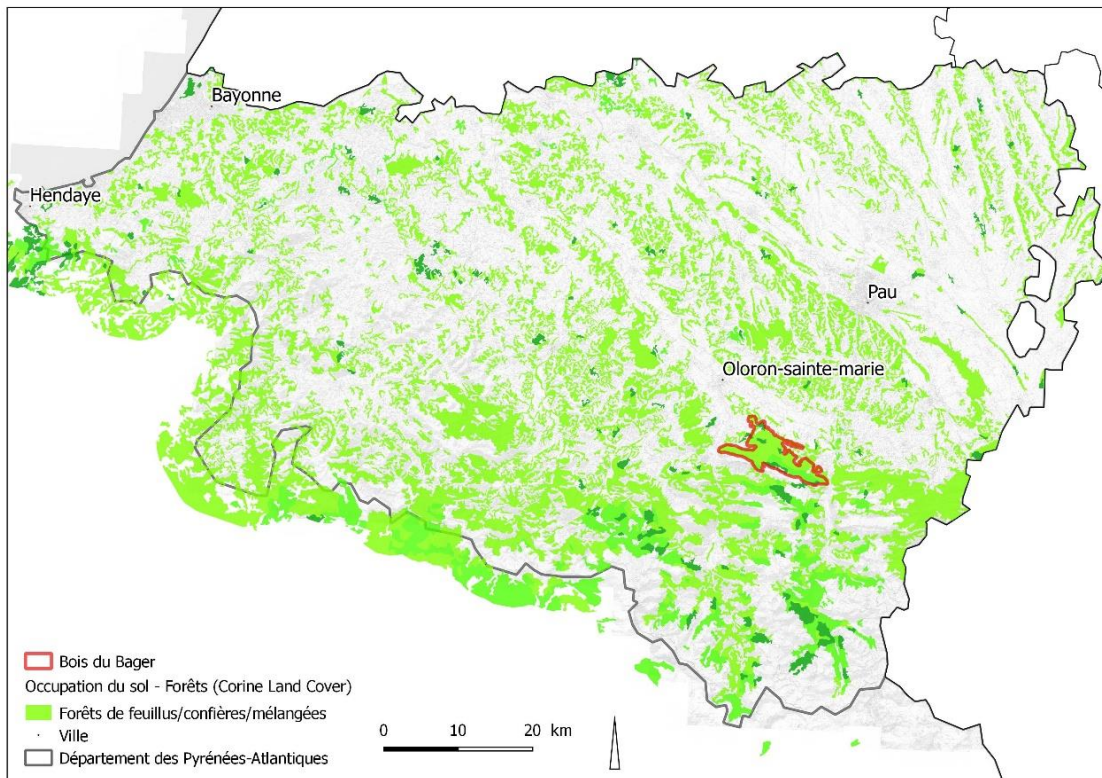 Bayonne
Hendaye
Pau
Oloron-sainte-marie
Bois du Bager
Occupation du sol - Forêts (Corine Land Cover)
Forêts de feuillus/confières/mélangées
Ville
Département des Pyrénées-Atlantiques
0 10 20 km